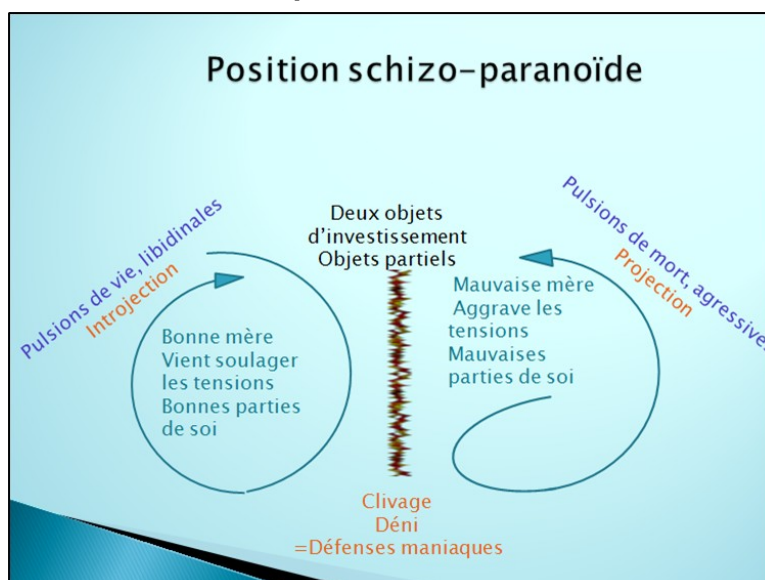 Position schizo-paranoïde
Pulsions de vie, libidinales
Introjection
Deux objets
d'investissement
Objets partiels
Pulsions de mort, agressives
Projection
Bonne mère
Vient soulager
les tensions
Bonnes parties
de soi
Mauvaise mère
Aggrave les
tensions
Mauvaises
parties de soi
Clivage
Déni
=Défenses maniaques